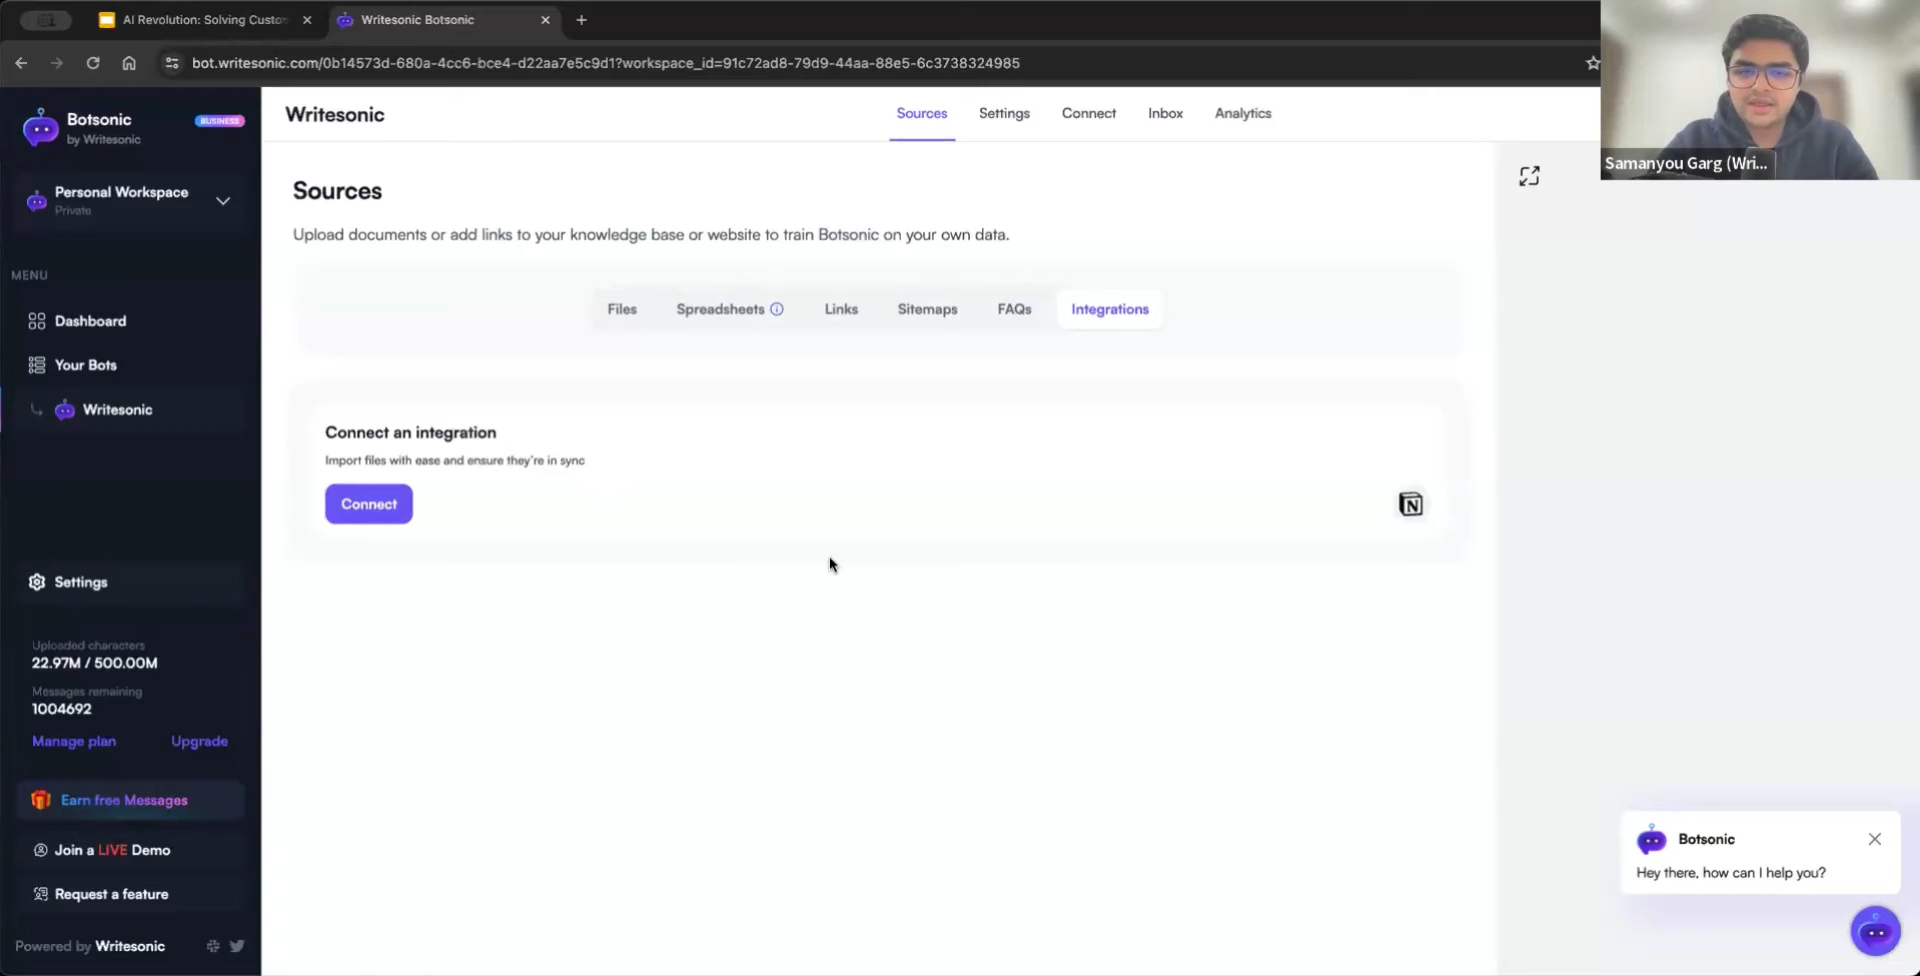 AI Revolution: Solving Custo
Writesonic Botsonic
bot.writesonic.com/0b14573d-680a-4cc6-bce4-d22aa7e5c9d1?workspace_id=91c72ad8-79d9-44aa-88e5-6c3738324985
Samanyou Garg (Wri...
Botsonic
by Writesonic
BUSINESS
Personal Workspace
Private
MENU
Dashboard
Your Bots
Writesonic
Settings
Uploaded characters
22.97M / 500.00M
Messages remaining
1004692
Manage plan
Upgrade
Earn free Messages
Join a LIVE Demo
Request a feature
Powered by Writesonic
Writesonic
Sources
Settings
Connect
Inbox
Analytics
Sources
Upload documents or add links to your knowledge base or website to train Botsonic on your own data.
Files
Spreadsheets
Links
Sitemaps
FAQs
Integrations
Connect an integration
Import files with ease and ensure they're in sync
Connect
N
Botsonic
Hey there, how can I help you?